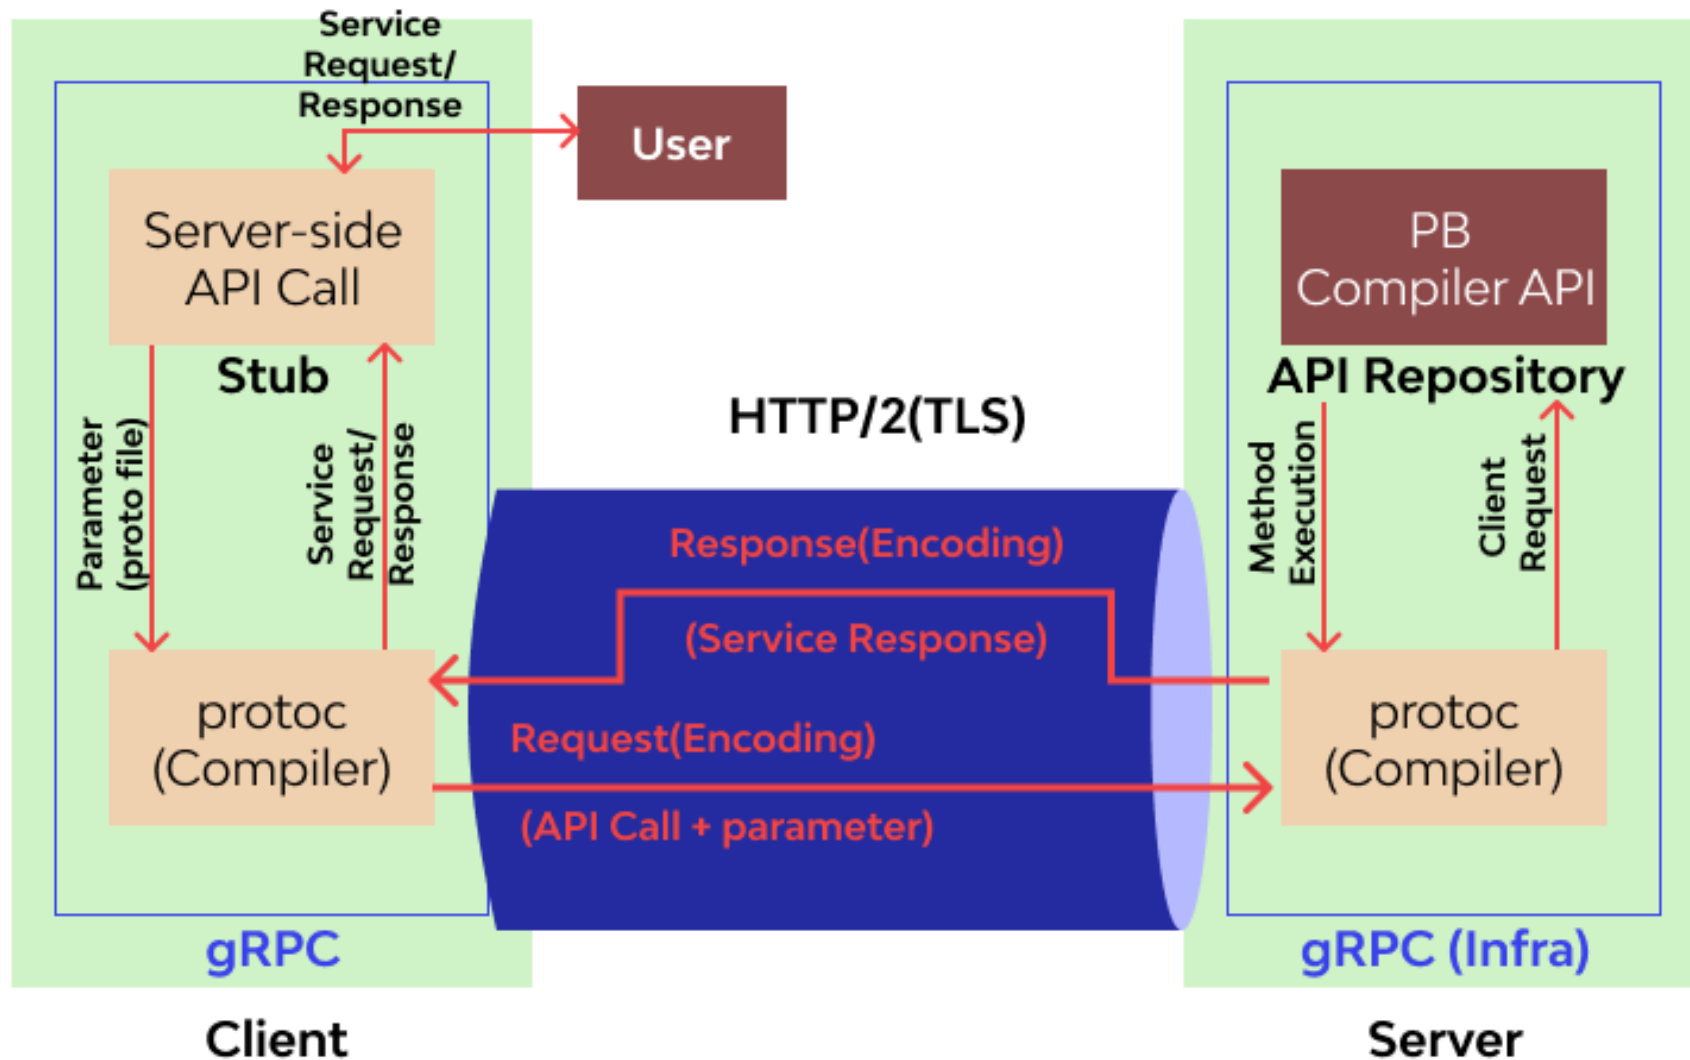 Service
Request/
Response
User
Server-side
API Call
Stub
Parameter
(proto file)
Service
Request/
Response
protoc
(Compiler)
gRPC
Client
HTTP/2(TLS)
Response(Encoding)
(Service Response)
Request(Encoding)
(API Call + parameter)
PB
Compiler API
API Repository
Method
Execution
Client
Request
protoc
(Compiler)
gRPC (Infra)
Server